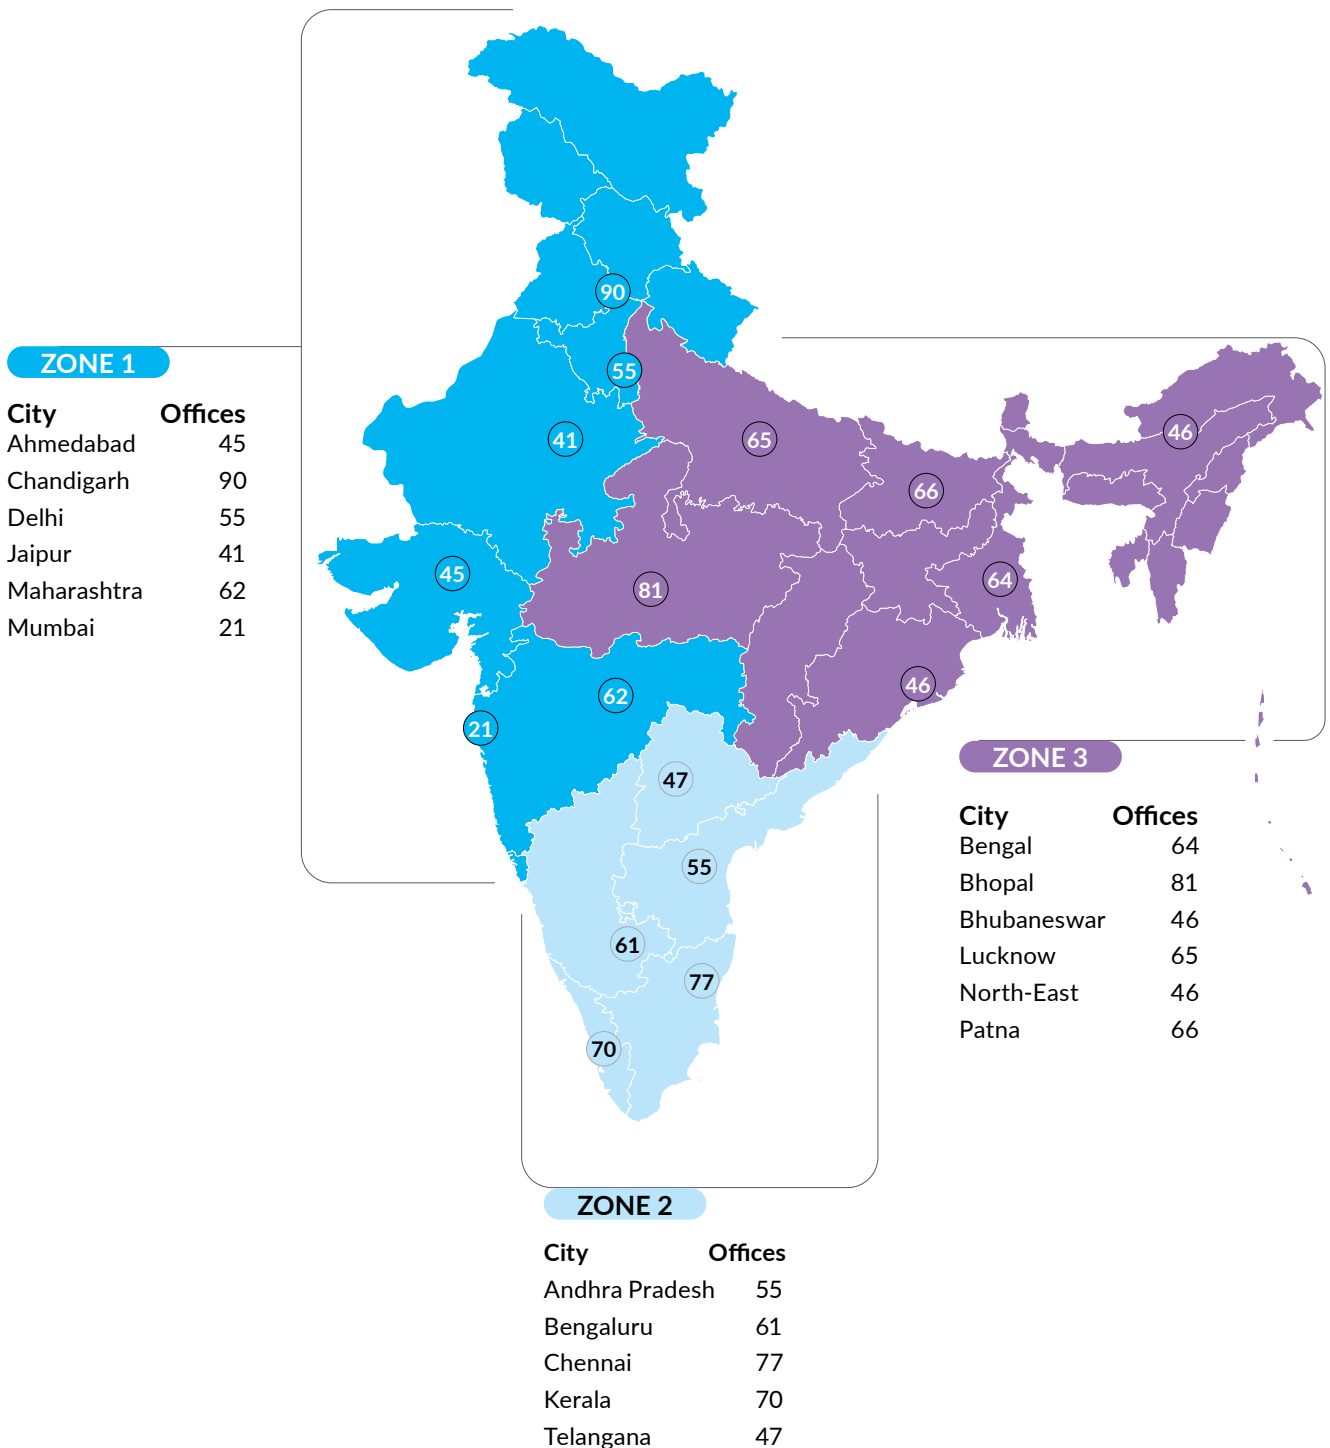 90
ZONE 1
55
City Offices
Ahmedabad 45
41
65
46
Chandigarh 90
66
Delhi 55
Jaipur 41
45
81
64
Maharashtra 62
Mumbai 21
62
46
21
47
ZONE 3
55
City Offices
Bengal 64
Bhopal 81
Bhubaneswar 46
61
Lucknow 65
77
North-East 46
70
Patna 66
ZONE 2
City Offices
Andhra Pradesh 55
Bengaluru 61
Chennai 77
Kerala 70
Telangana 47